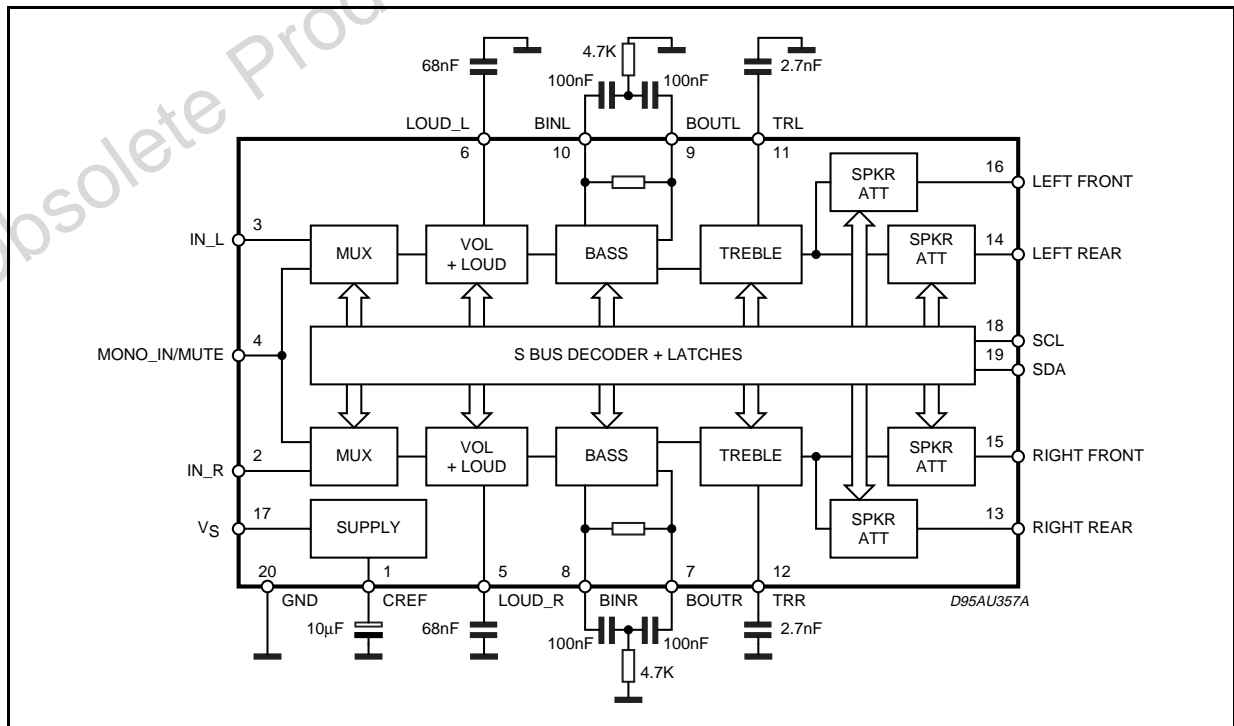 Obsolete Prod
68nF
4.7K
100nF
100nF
2.7nF
LOUD_L
BINL
BOUTL
TRL
6
10
9
11
IN_L
3
MUX
VOL
+ LOUD
BASS
TREBLE
SPKR
ATT
16
LEFT FRONT
SPKR
ATT
14
LEFT REAR
MONO_IN/MUTE
4
S BUS DECODER + LATCHES
18
SCL
19
SDA
IN_R
2
MUX
VOL
+ LOUD
BASS
TREBLE
SPKR
ATT
15
RIGHT FRONT
VS
17
SUPPLY
SPKR
ATT
13
RIGHT REAR
20
1
5
8
7
12
GND
CREF
LOUD_R
BINR
BOUTR
TRR
D95AU357A
10µF
68nF
100nF
100nF
2.7nF
4.7K